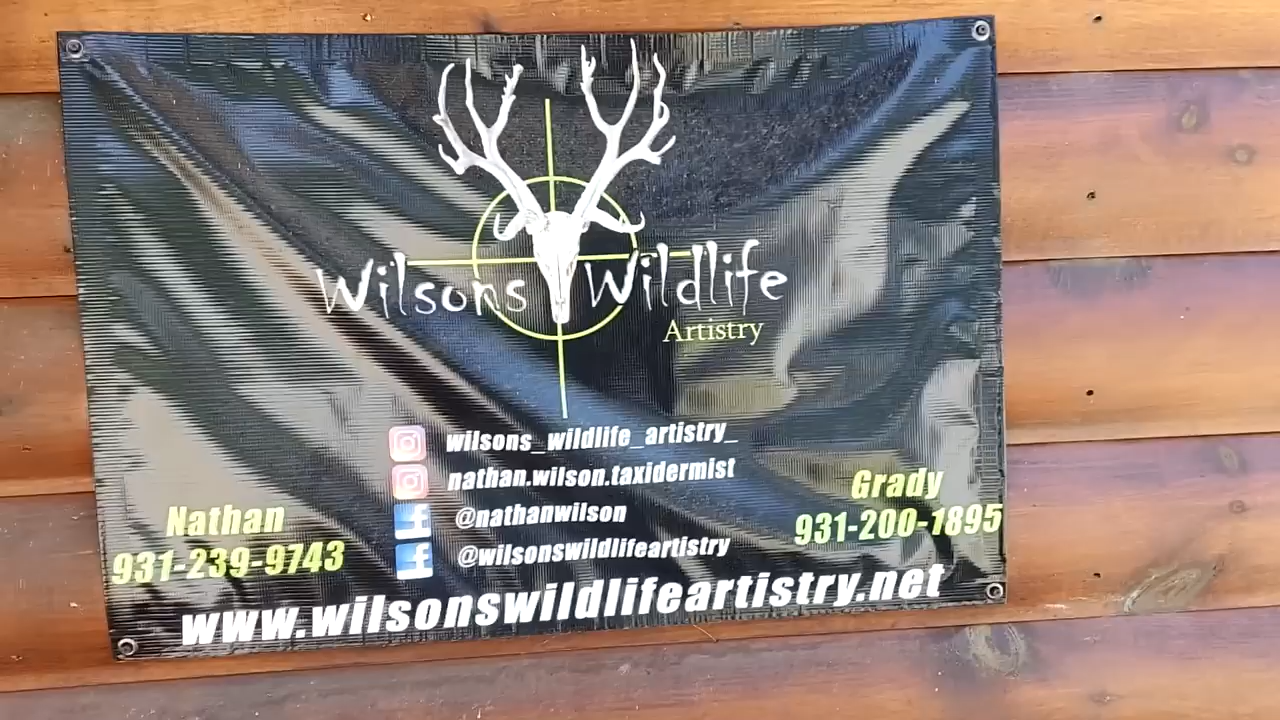 Wilsons Wildlife
Artistry
wilsons_wildlife_artistry_
nathan.wilson.taxidermist
@nathanwilson
@wilsonswildlifeartistry
Nathan
931-239-9743
Grady
931-200-1895
www.wilsonswildlifeartistry.net